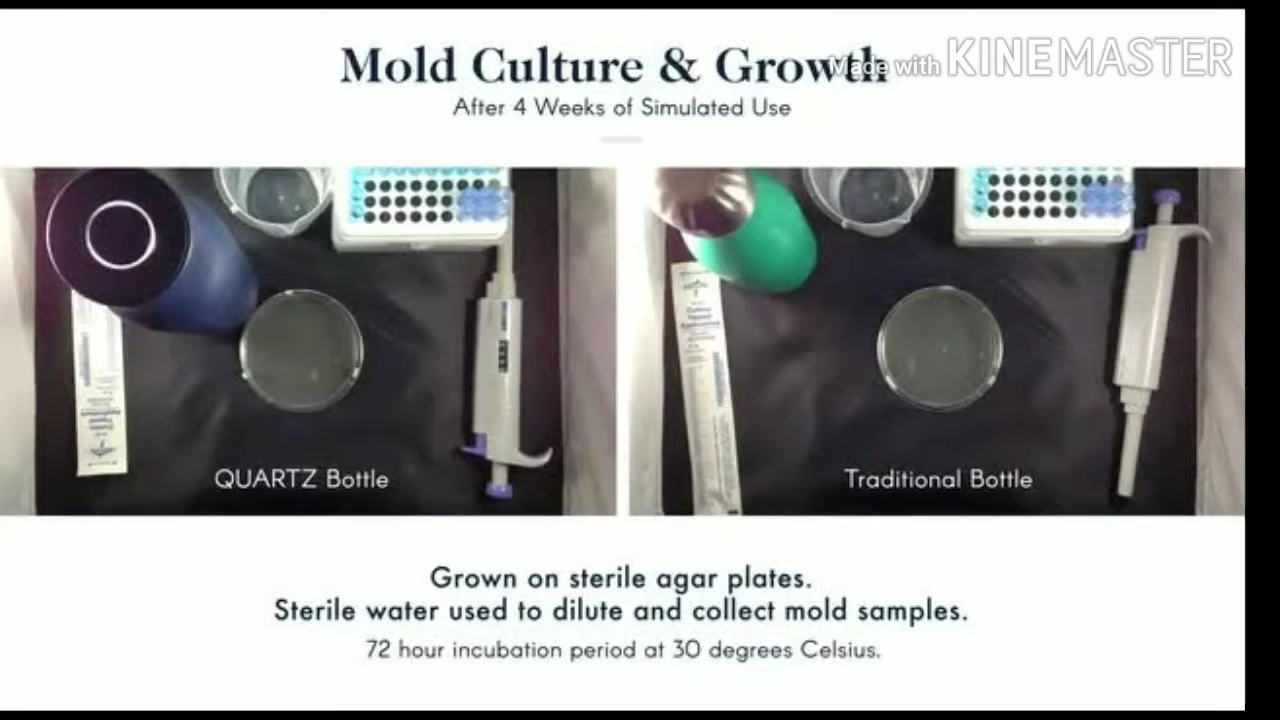 Mold Culture & Growth
Made with KINEMASTER
After 4 Weeks of Simulated Use
QUARTZ Bottle
Traditional Bottle
Grown on sterile agar plates.
Sterile water used to dilute and collect mold samples.
72 hour incubation period at 30 degrees Celsius.